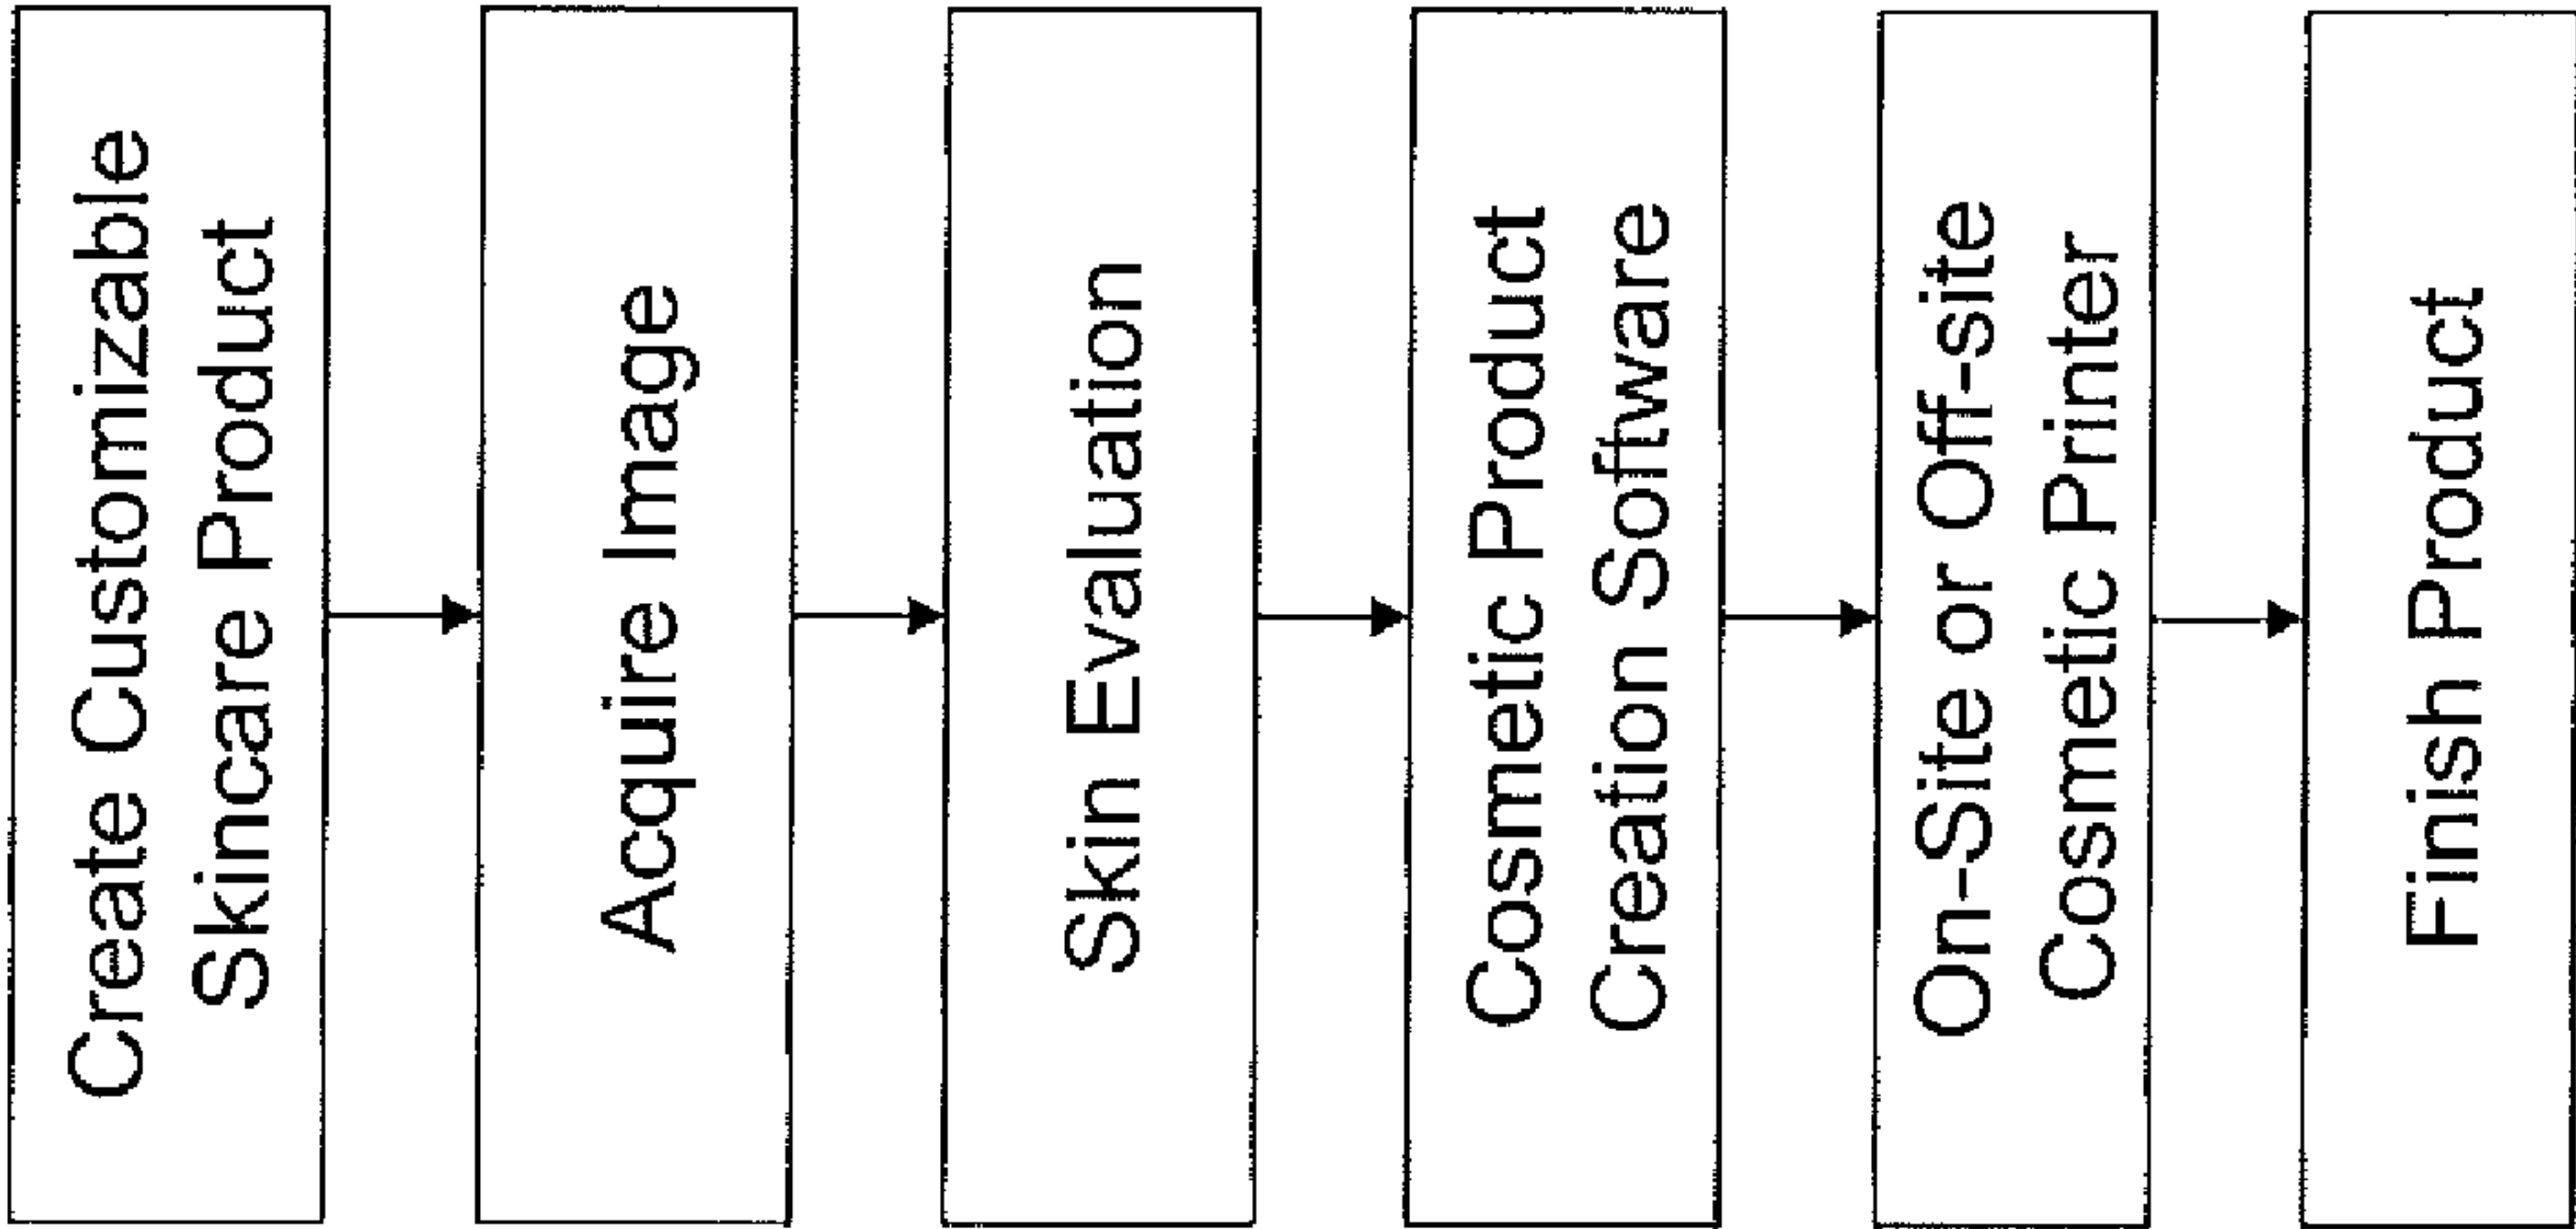 Create Customizable
Skincare Product
Acquire Image
Skin Evaluation
Cosmetic Product
Creation Software
On-Site or Off-site
Cosmetic Printer
Finish Product